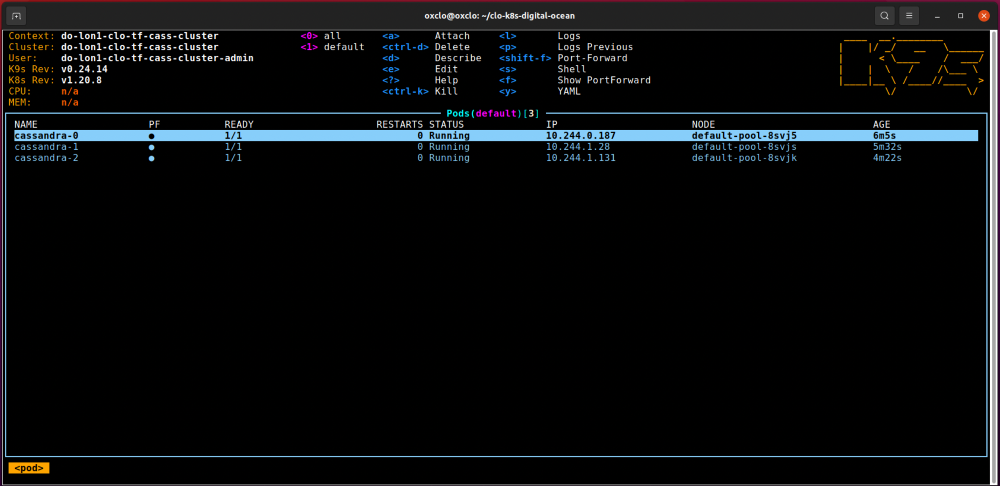 oxclo@oxclo: ~/clo-k8s-digital-ocean
Context: do-lon1-clo-tf-cass-cluster <0> all <a> Attach <l> Logs
Cluster: do-lon1-clo-tf-cass-cluster <1> default <ctrl-d> Delete <p> Logs Previous
User: do-lon1-clo-tf-cass-cluster-admin <d> Describe <shift-f> Port-Forward
K9s Rev: v0.24.14 <e> Edit <s> Shell
K8s Rev: v1.20.8 <?> Help <f> Show PortForward
CPU: n/a <ctrl-k> Kill <y> YAML
MEM: n/a
K9s
Pods(default)[3]
NAME PF READY RESTARTS STATUS IP NODE AGE
cassandra-0 ● 1/1 0 Running 10.244.0.187 default-pool-8svj5 6m5s
cassandra-1 ● 1/1 0 Running 10.244.1.28 default-pool-8svjs 5m32s
cassandra-2 ● 1/1 0 Running 10.244.1.131 default-pool-8svjk 4m22s
<pod>